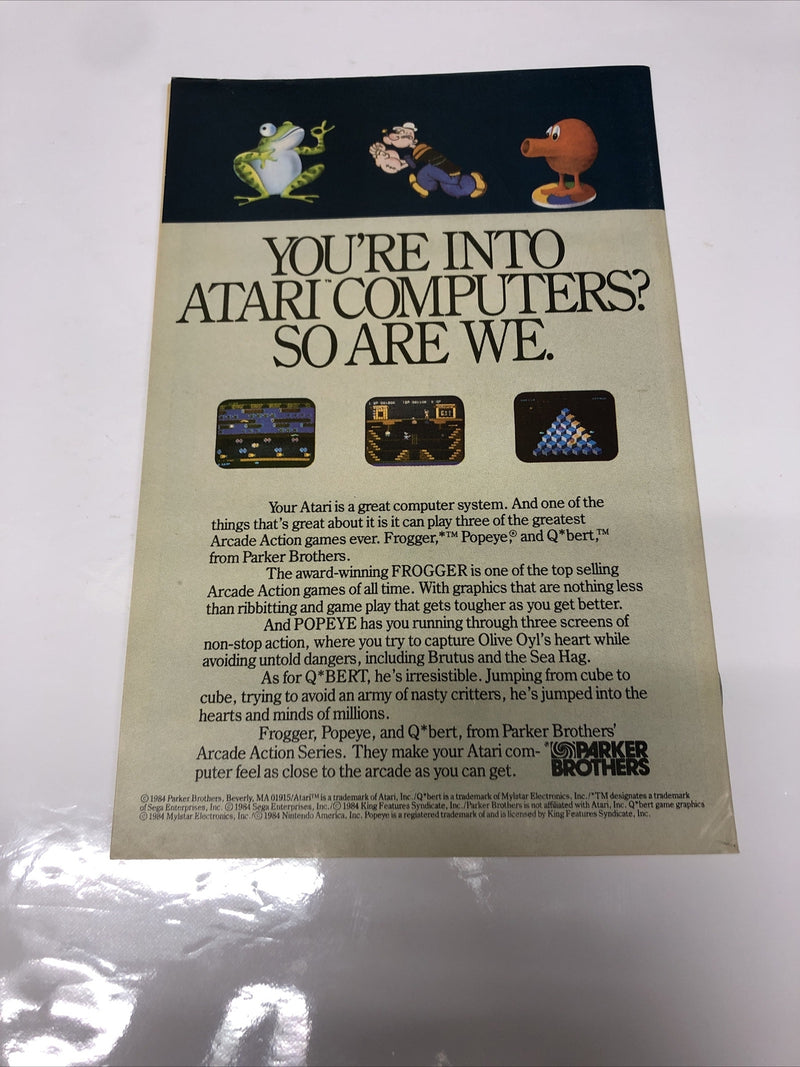 YOU'RE INTO
ATARI™ COMPUTERS?
SO ARE WE.
Your Atari is a great computer system. And one of the
things that's great about it is it can play three of the greatest
Arcade Action games ever. Frogger,*™ Popeye,® and Q*bert,™
from Parker Brothers.
The award-winning FROGGER is one of the top selling
Arcade Action games of all time. With graphics that are nothing less
than ribbitting and game play that gets tougher as you get better.
And POPEYE has you running through three screens of
non-stop action, where you try to capture Olive Oyl's heart while
avoiding untold dangers, including Brutus and the Sea Hag.
As for Q*BERT, he's irresistible. Jumping from cube to
cube, trying to avoid an army of nasty critters, he's jumped into the
hearts and minds of millions.
Frogger, Popeye, and Q*bert, from Parker Brothers'
Arcade Action Series. They make your Atari com-
puter feel as close to the arcade as you can get.
PARKER
BROTHERS
©1984 Parker Brothers, Beverly, MA 01915/Atari™ is a trademark of Atari, Inc./Q*bert is a trademark of Mylstar Electronics, Inc./*TM designates a trademark
of Sega Enterprises, Inc. ©1984 Sega Enterprises, Inc./© 1984 King Features Syndicate, Inc./Parker Brothers is not affiliated with Atari, Inc. Q*bert game graphics
©1984 Mylstar Electronics, Inc./©1984 Nintendo America, Inc. Popeye is a registered trademark of and is licensed by King Features Syndicate, Inc.